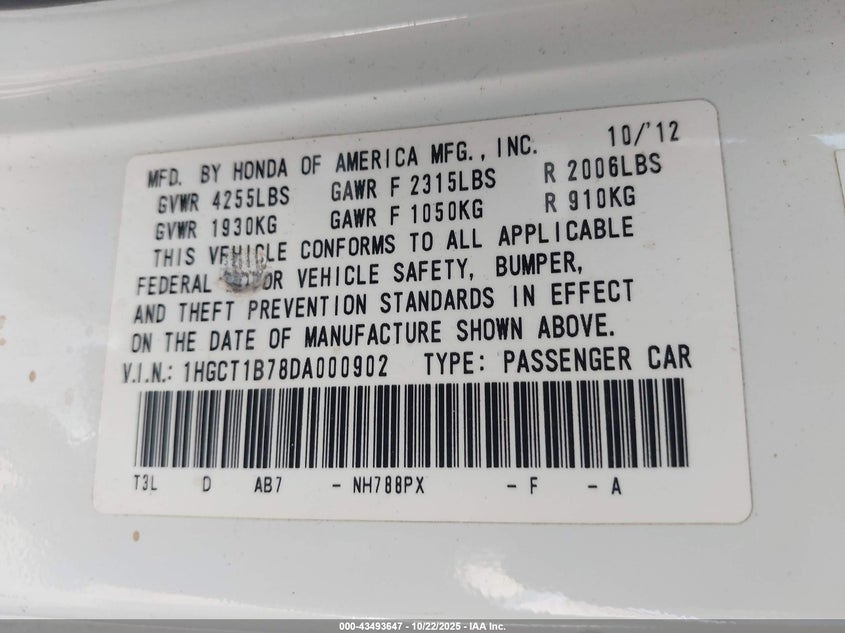 MFD. BY HONDA OF AMERICA MFG., INC. 10/'12
GVWR 4255LBS GAWR F 2315LBS R 2006LBS
GVWR 1930KG GAWR F 1050KG R 910KG
THIS VEHICLE CONFORMS TO ALL APPLICABLE
FEDERAL OR VEHICLE SAFETY, BUMPER,
AND THEFT PREVENTION STANDARDS IN EFFECT
ON THE DATE OF MANUFACTURE SHOWN ABOVE.
V.I.N.: 1HGCT1B78DA000902 TYPE: PASSENGER CAR
T3L D AB7 - NH788PX - F - A
000-43493647 - 10/22/2025 - IAA Inc.